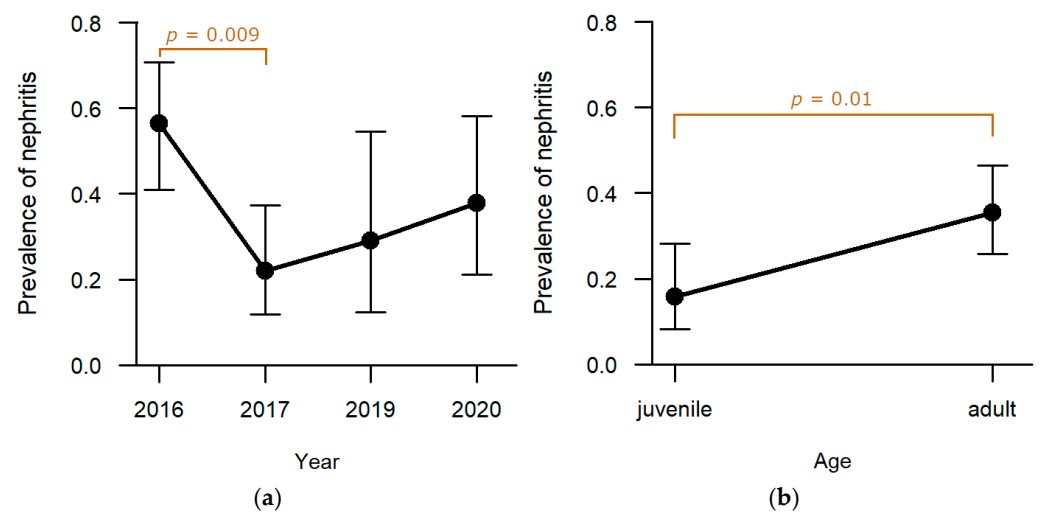 Prevalence of nephritis
0.8
0.6
0.4
0.2
0.0
p = 0.009
2016 2017 2019 2020
Year
(a)
Prevalence of nephritis
0.8
0.6
0.4
0.2
0.0
p = 0.01
juvenile adult
Age
(b)